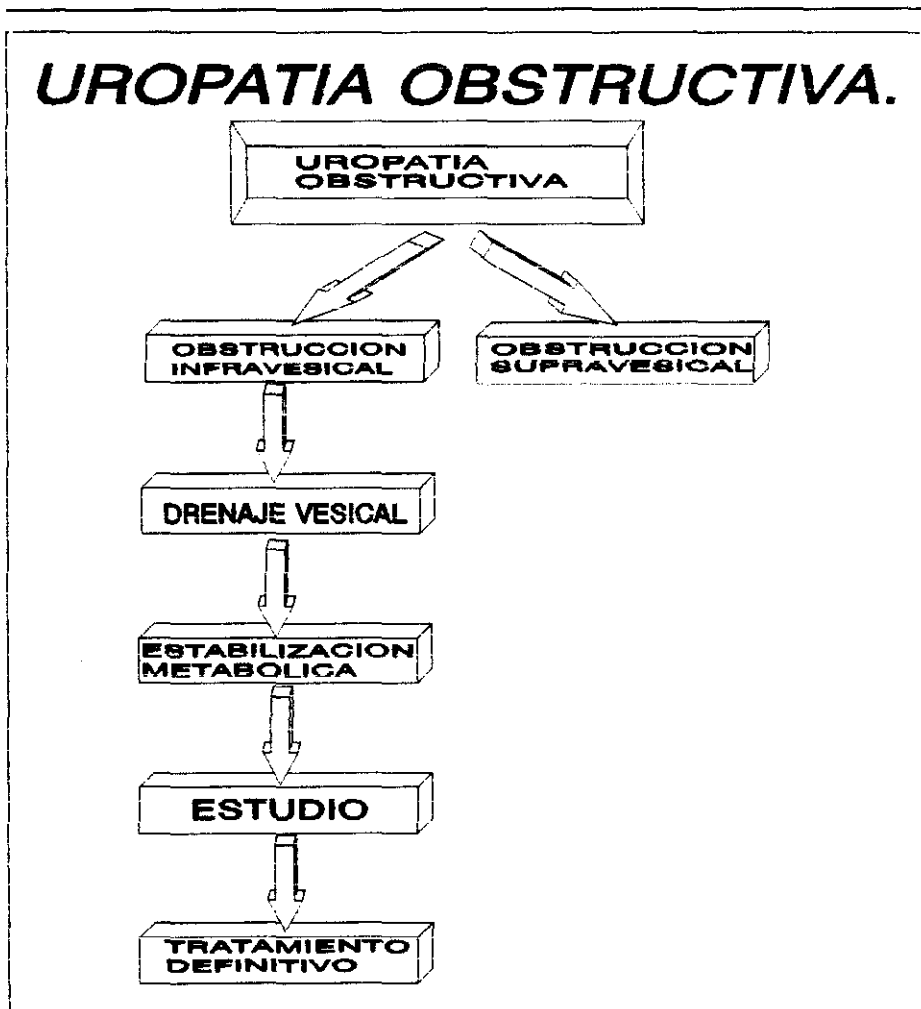 UROPATIA OBSTRUCTIVA.
UROPATIA
OBSTRUCTIVA
OBSTRUCCION
INFRAVESICAL
OBSTRUCCION
SUPRAVESICAL
DRENAJE VESICAL
ESTABILIZACION
METABOLICA
ESTUDIO
TRATAMIENTO
DEFINITIVO